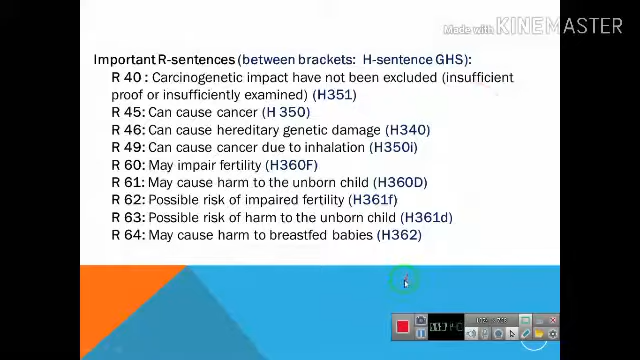 Made with KINEMASTER
Important R-sentences (between brackets: H-sentence GHS):
R 40 : Carcinogenetic impact have not been excluded (insufficient
proof or insufficiently examined) (H351)
R 45: Can cause cancer (H 350)
R 46: Can cause hereditary genetic damage (H340)
R 49: Can cause cancer due to inhalation (H350i)
R 60: May impair fertility (H360F)
R 61: May cause harm to the unborn child (H360D)
R 62: Possible risk of impaired fertility (H361f)
R 63: Possible risk of harm to the unborn child (H361d)
R 64: May cause harm to breastfed babies (H362)